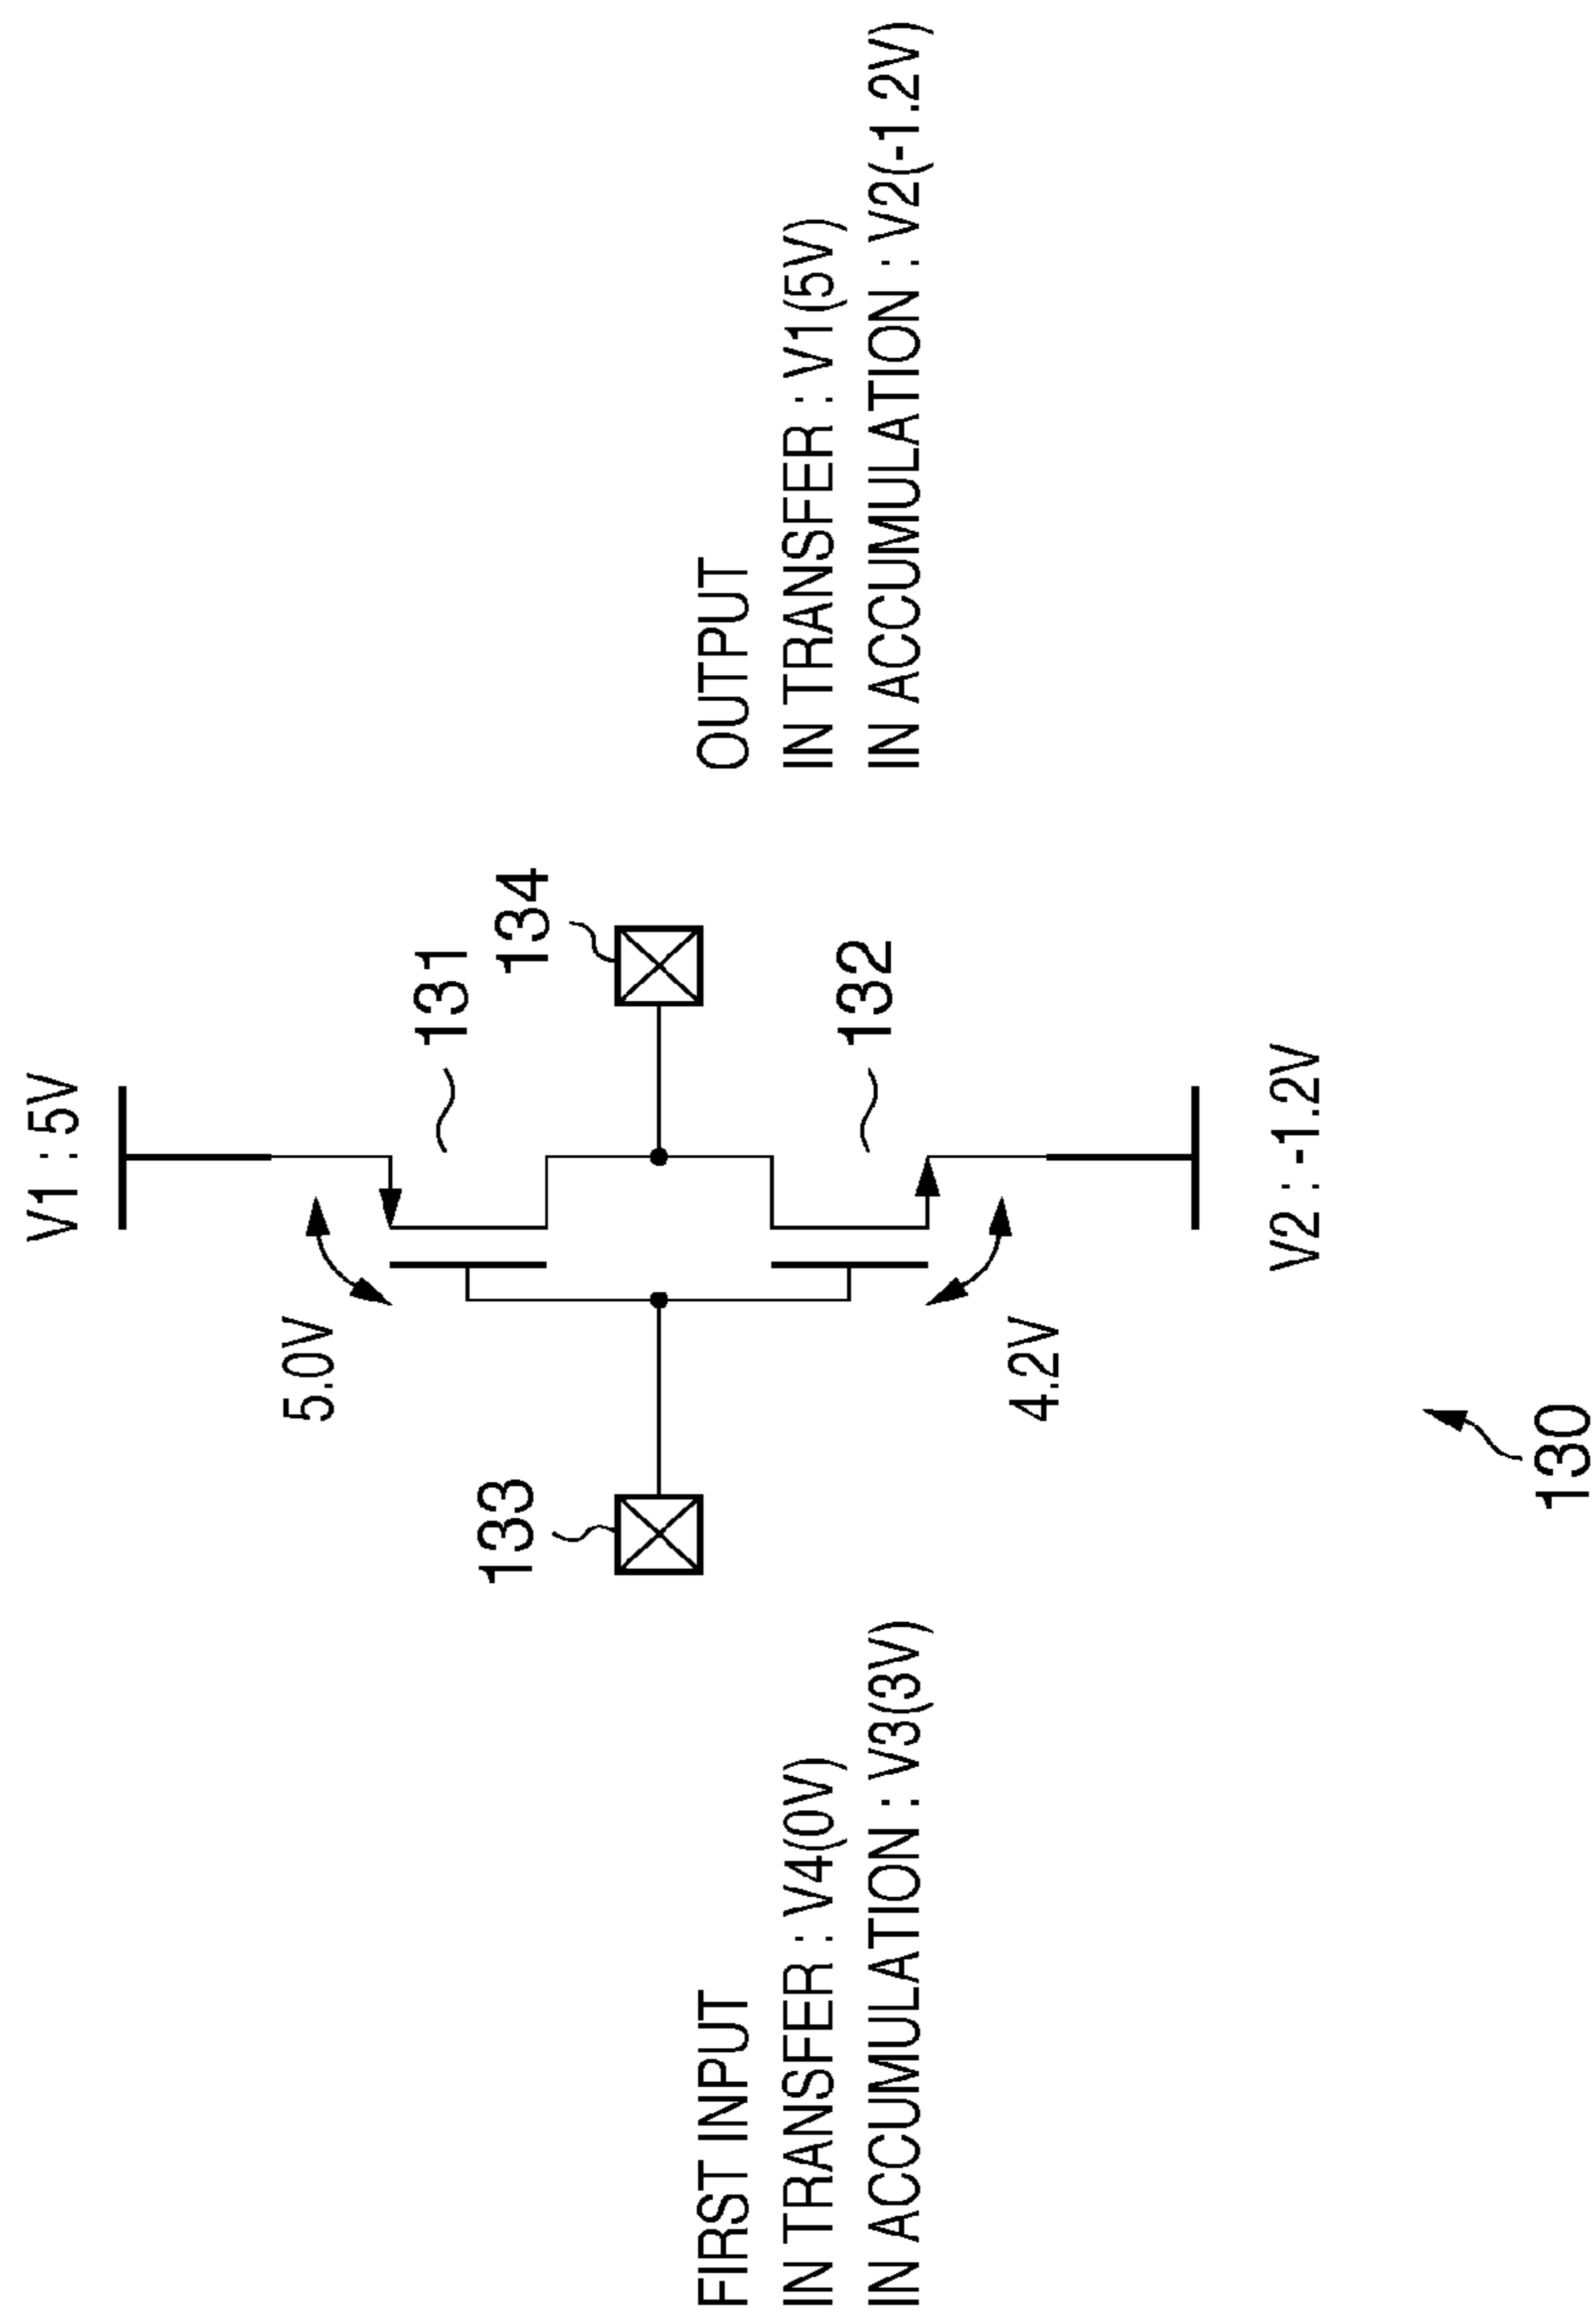 V1 : 5V
131
134
5.0V
133
FIRST INPUT
IN TRANSFER : V4(0V)
IN ACCUMULATION : V3(3V)
OUTPUT
IN TRANSFER : V1(5V)
IN ACCUMULATION : V2(-1.2V)
132
4.2V
V2 : -1.2V
130